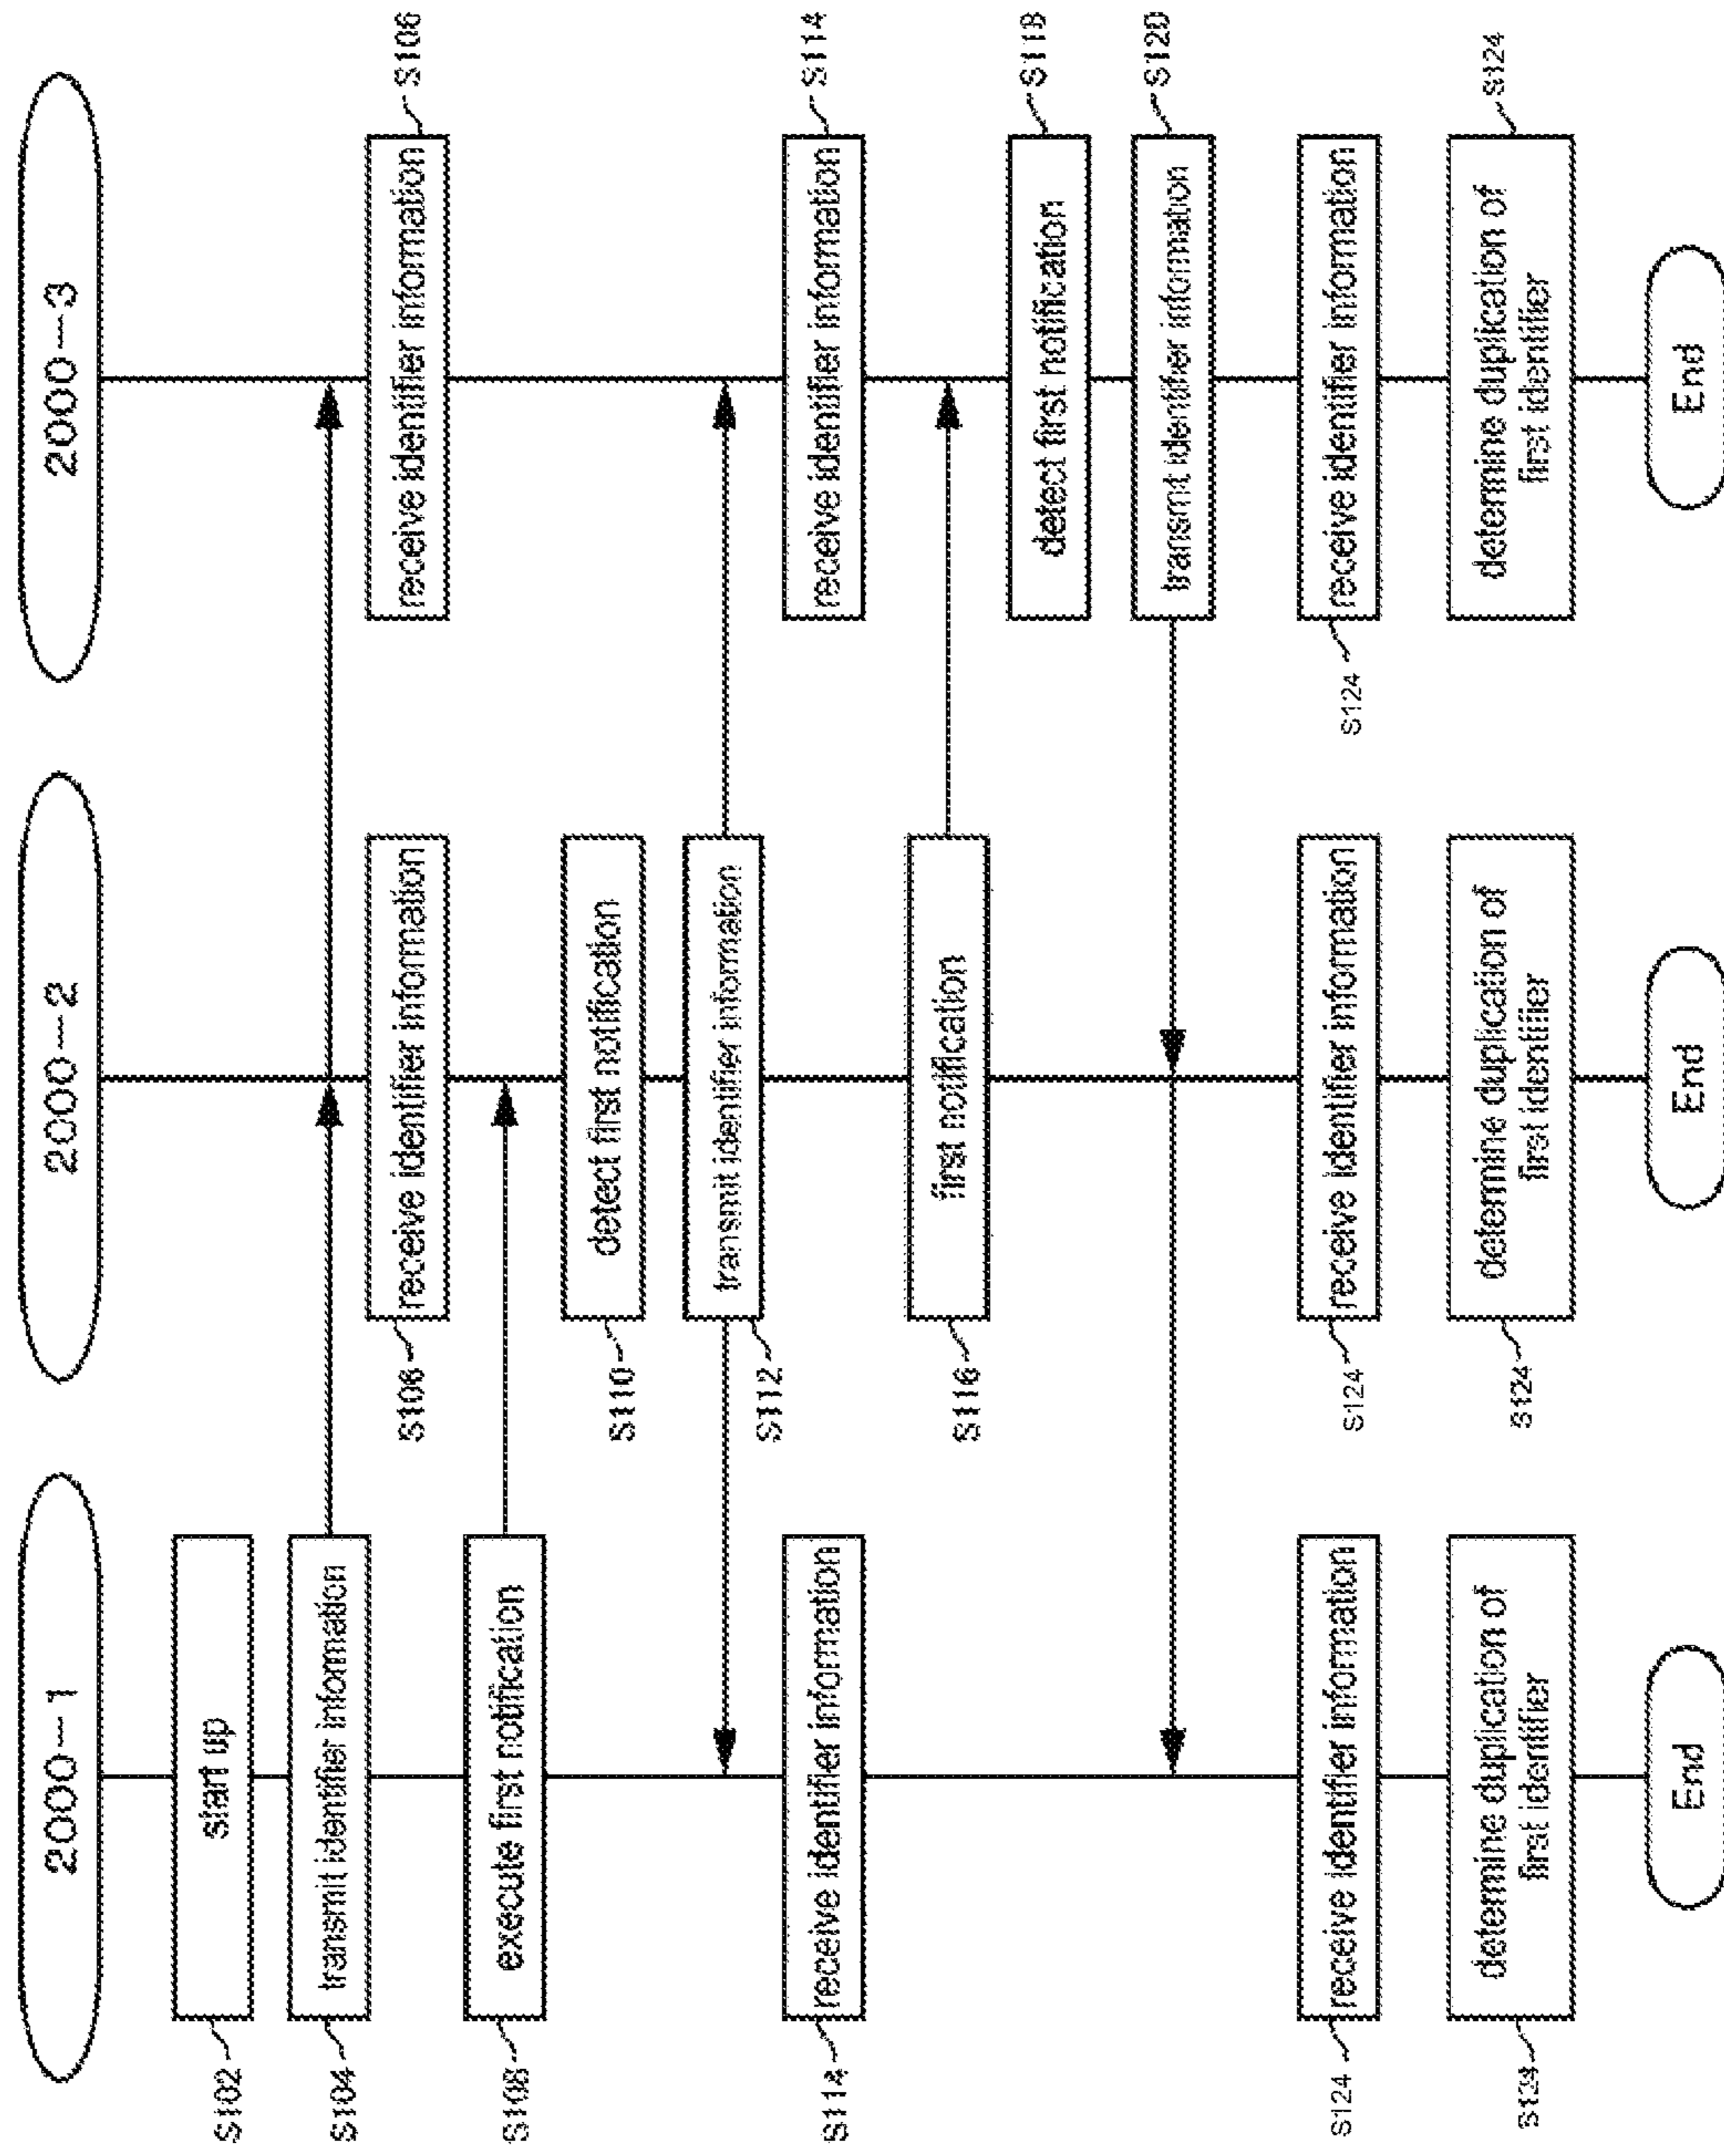 2000-1
2000-2
2000-3
S102
start up
S104
transmit identifier information
S106
receive identifier information
receive identifier information
S106
S108
execute first notification
S110
detect first notification
S112
transmit identifier information
S114
receive identifier information
receive identifier information
S114
S116
first notification
detect first notification
S118
transmt identifier information
S120
S124
receive identifier information
S124
receive identifier information
S124
receive identifier information
S124
determine duplication of
first identifier
S124
determine duplication of
first identifier
determine duplication of
first identifier
S124
End
End
End